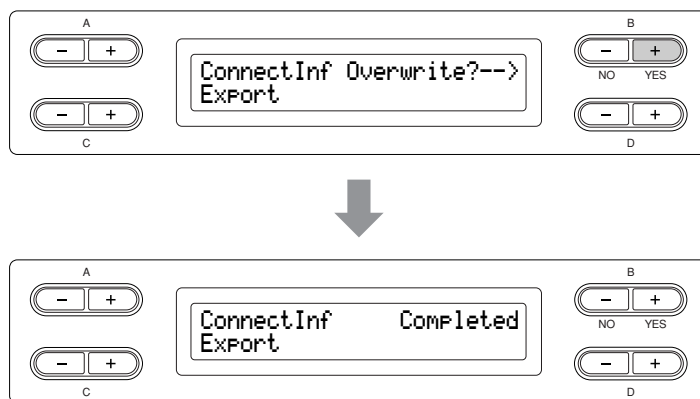 A
B
- +
ConnectInf Overwrite?-->
Export
- +
NO YES
- +
- +
C
D
A
B
- +
ConnectInf Completed
Export
- +
NO YES
- +
- +
C
D